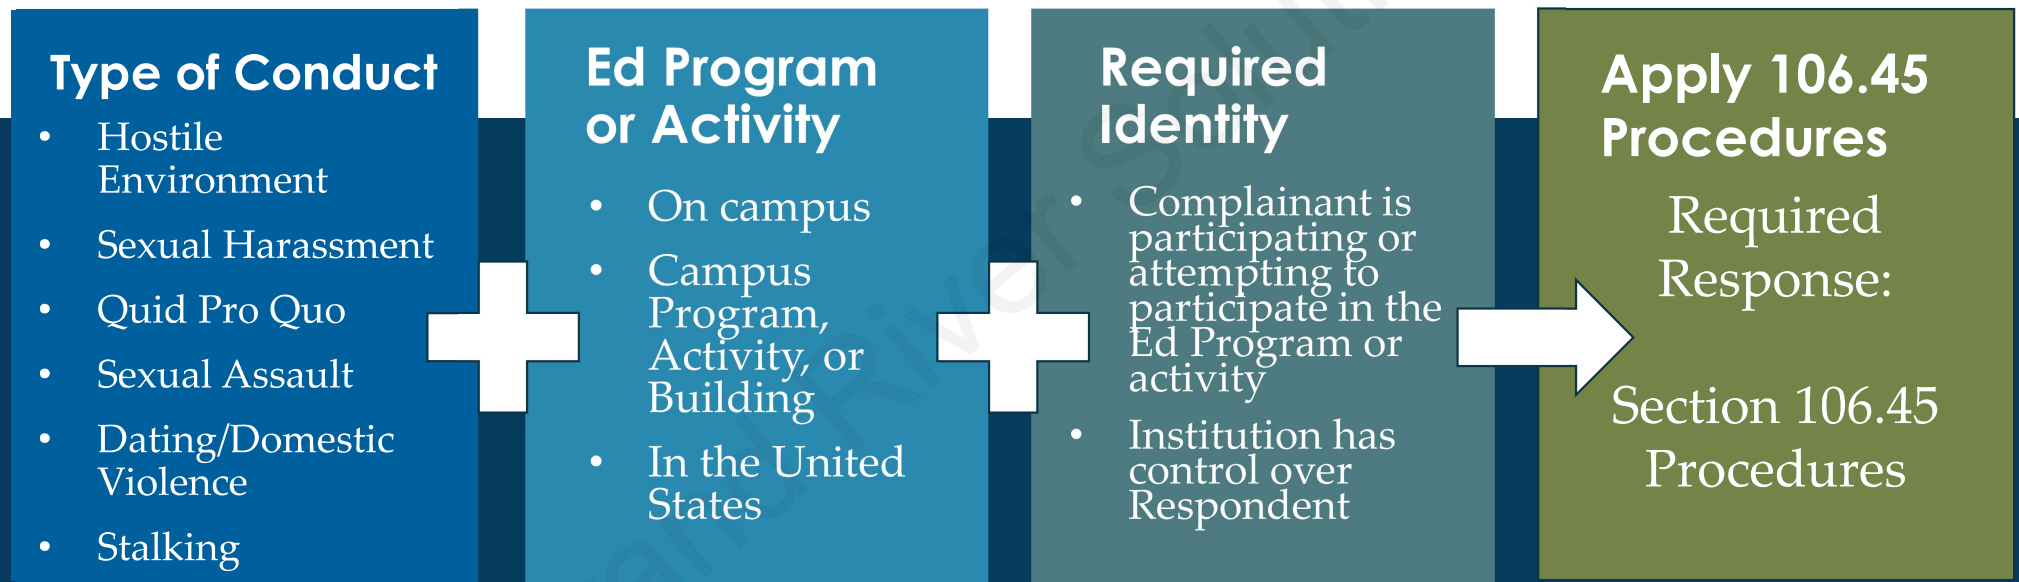 Type of Conduct
• Hostile
Environment
• Sexual Harassment
• Quid Pro Quo
• Sexual Assault
• Dating/Domestic
Violence
• Stalking
Ed Program
or Activity
• On campus
• Campus
Program,
Activity, or
Building
• In the United
States
Required
Identity
• Complainant is
participating or
attempting to
participate in the
Ed Program or
activity
• Institution has
control over
Respondent
Apply 106.45
Procedures
Required
Response:
Section 106.45
Procedures